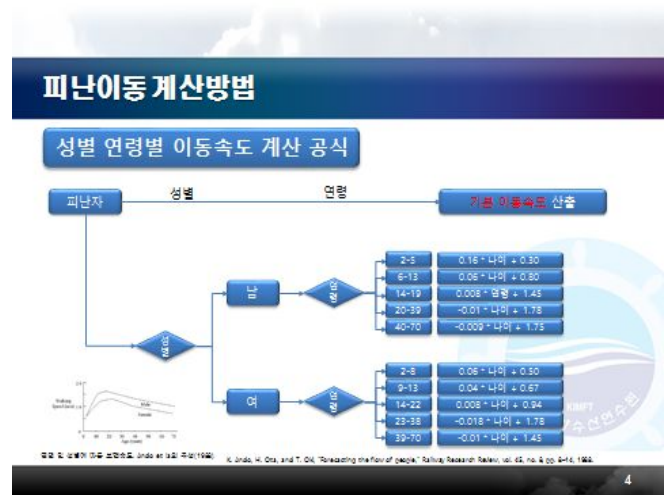 피난이동 계산방법
성별 연령별 이동속도 계산 공식
피난자
성별
연령
기본 이동속도 산출
2-5
0.16 * 나이 + 0.30
6-13
0.06 * 나이 + 0.80
남
14-19
0.008 * 연령 + 1.45
20-39
-0.01 * 나이 + 1.78
40-70
-0.009 * 나이 + 1.75
2-8
0.06 * 나이 + 0.50
9-13
0.04 * 나이 + 0.67
여
14-22
0.008 * 나이 + 0.94
23-38
-0.018 * 나이 + 1.78
39-70
-0.01 * 나이 + 1.45
KIMFT
수산연수원
K. Ando, H. Ota, and T. Oki, "Forecasting the flow of people," Railway Research Review, vol. 45, no. 8 pp. 8-14, 1988.
4